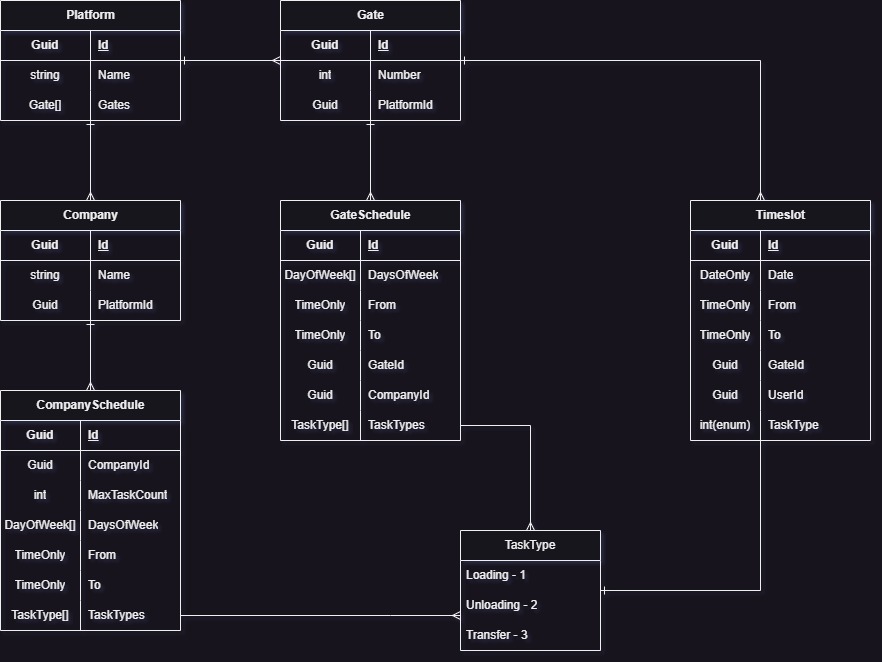 Platform
Guid Id
string Name
Gate[] Gates
Gate
Guid Id
int Number
Guid PlatformId
Company
Guid Id
string Name
Guid PlatformId
GateSchedule
Guid Id
DayOfWeek[] DaysOfWeek
TimeOnly From
TimeOnly To
Guid GateId
Guid CompanyId
TaskType[] TaskTypes
Timeslot
Guid Id
DateOnly Date
TimeOnly From
TimeOnly To
Guid GateId
Guid UserId
int(enum) TaskType
CompanySchedule
Guid Id
Guid CompanyId
int MaxTaskCount
DayOfWeek[] DaysOfWeek
TimeOnly From
TimeOnly To
TaskType[] TaskTypes
TaskType
Loading - 1
Unloading - 2
Transfer - 3